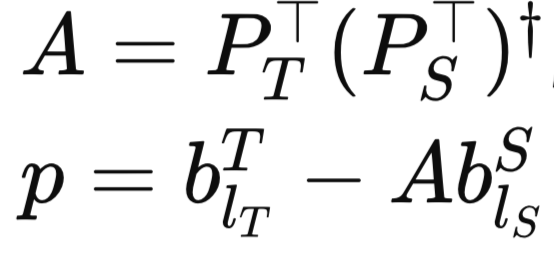 A = P_T^⊤ (P_S^⊤)^†,
p = b_{l_T}^T − A b_{l_S}^S